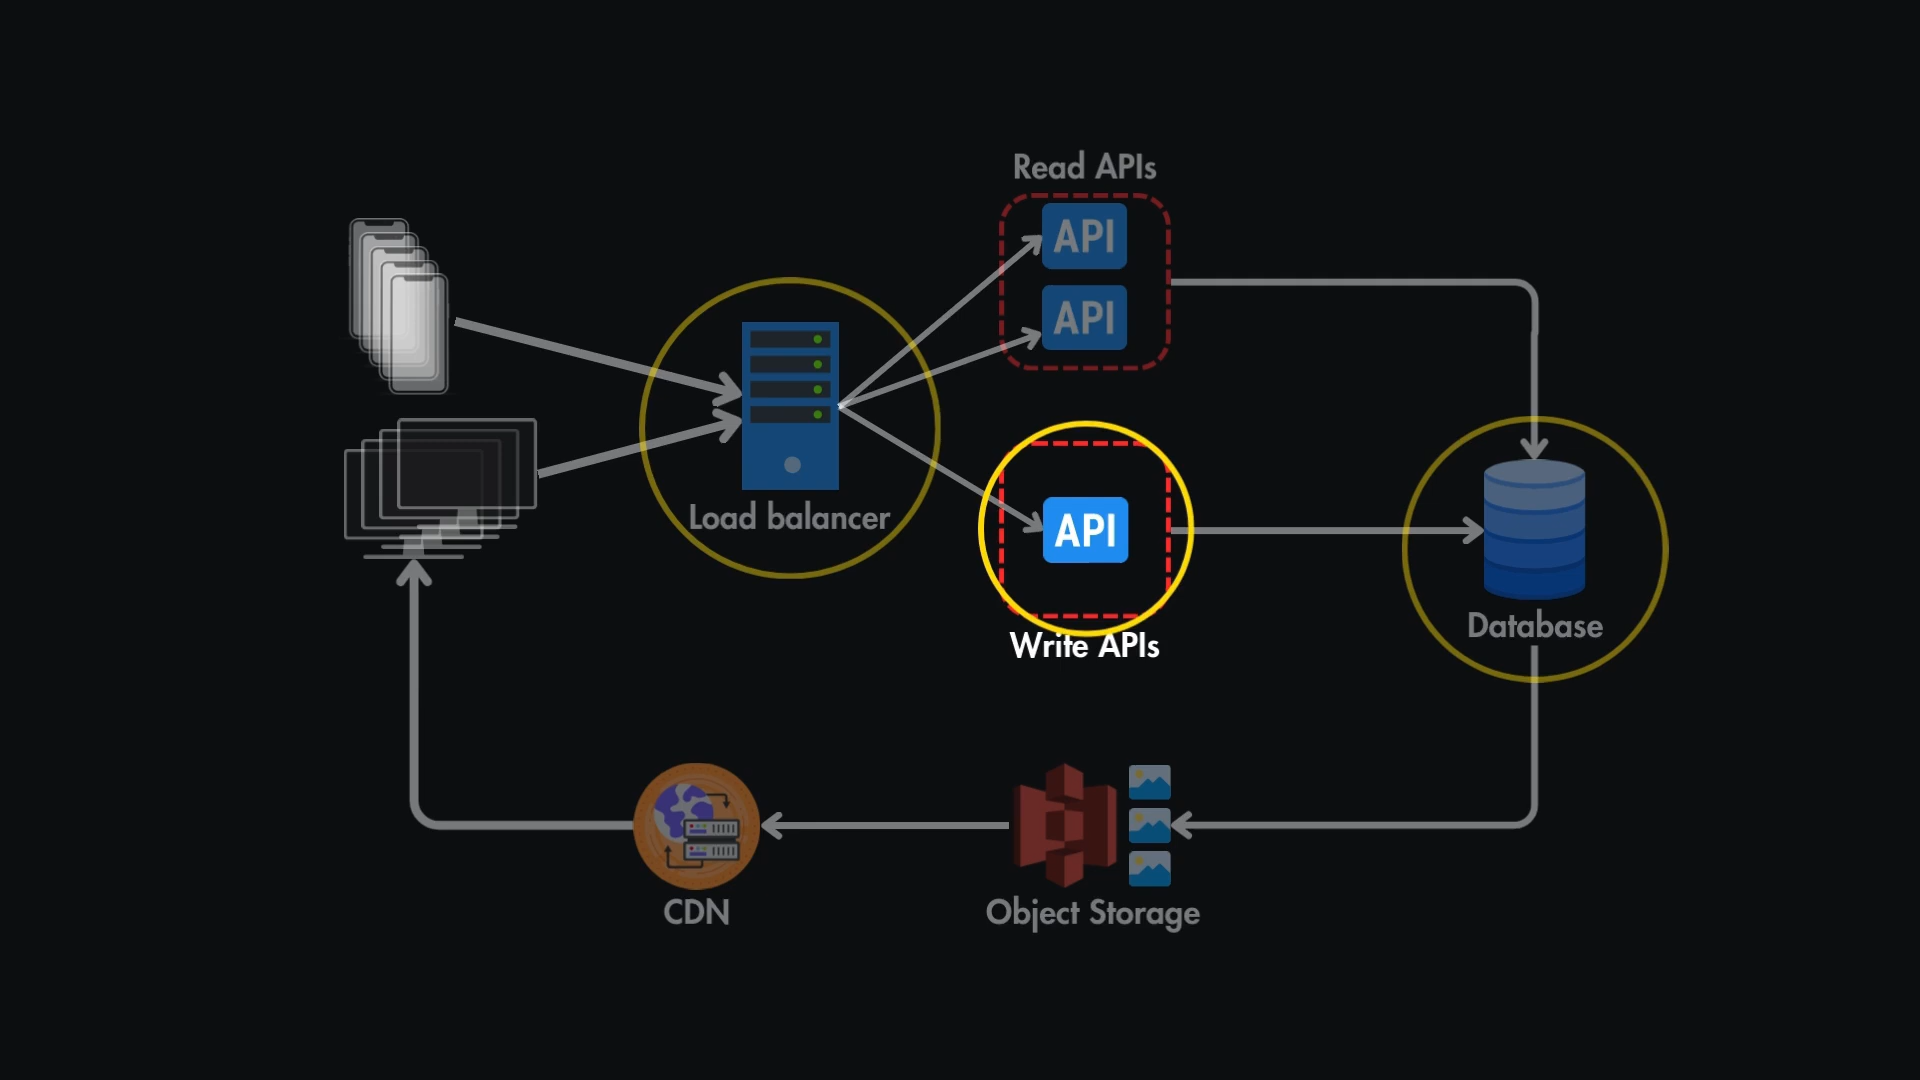 Read APIs
API
API
Load balancer
API
Write APIs
Database
CDN
Object Storage